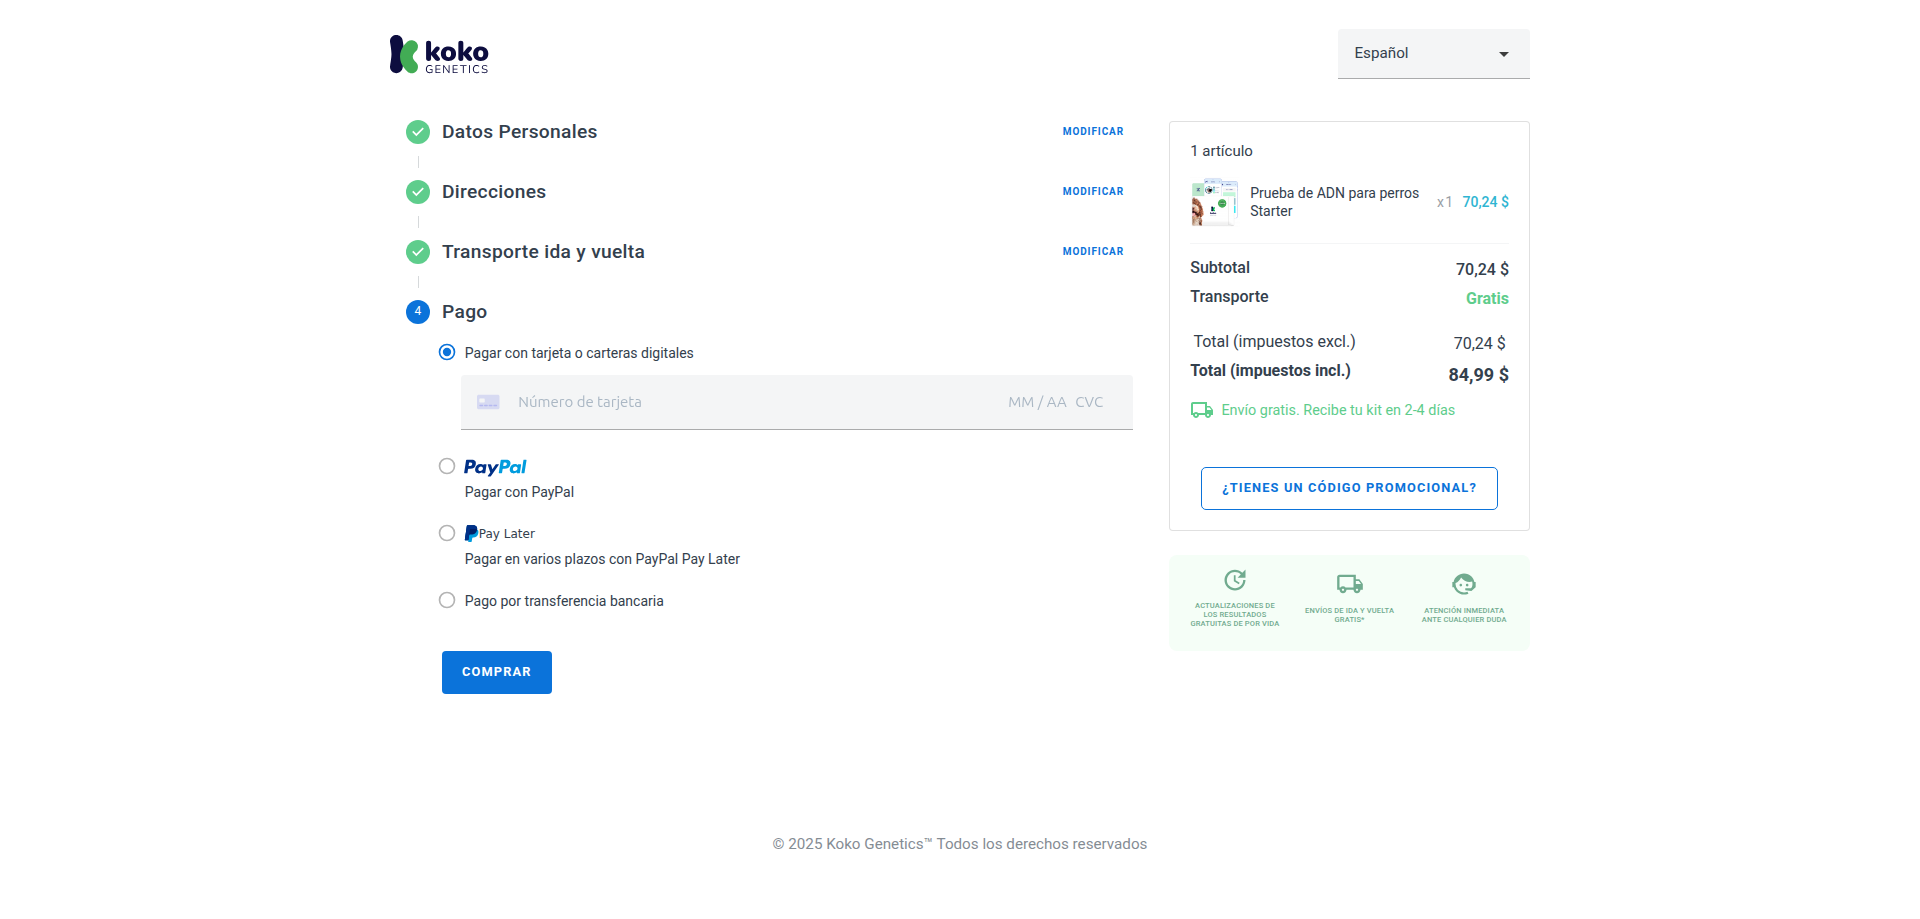 koko
GENETICS
Español
Datos Personales
MODIFICAR
Direcciones
MODIFICAR
Transporte ida y vuelta
MODIFICAR
4
Pago
Pagar con tarjeta o carteras digitales
Número de tarjeta
MM / AA CVC
PayPal
Pagar con PayPal
Pay Later
Pagar en varios plazos con PayPal Pay Later
Pago por transferencia bancaria
COMPRAR
1 artículo
Prueba de ADN para perros
Starter
x1 70,24 $
Subtotal 70,24 $
Transporte Gratis
Total (impuestos excl.) 70,24 $
Total (impuestos incl.) 84,99 $
Envío gratis. Recibe tu kit en 2-4 días
¿TIENES UN CÓDIGO PROMOCIONAL?
ACTUALIZACIONES DE
LOS RESULTADOS
GRATUITAS DE POR VIDA
ENVÍOS DE IDA Y VUELTA
GRATIS*
ATENCIÓN INMEDIATA
ANTE CUALQUIER DUDA
© 2025 Koko Genetics™ Todos los derechos reservados